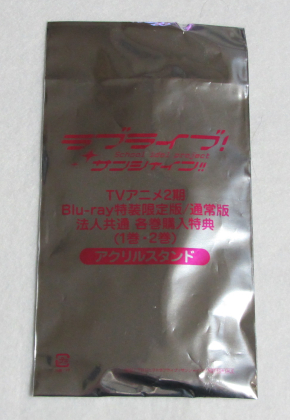 ラブライブ!
サンシャイン!!
TVアニメ2期
Blu-ray特装限定版/通常版
法人共通 各巻購入特典
(1巻・2巻)
アクリルスタンド